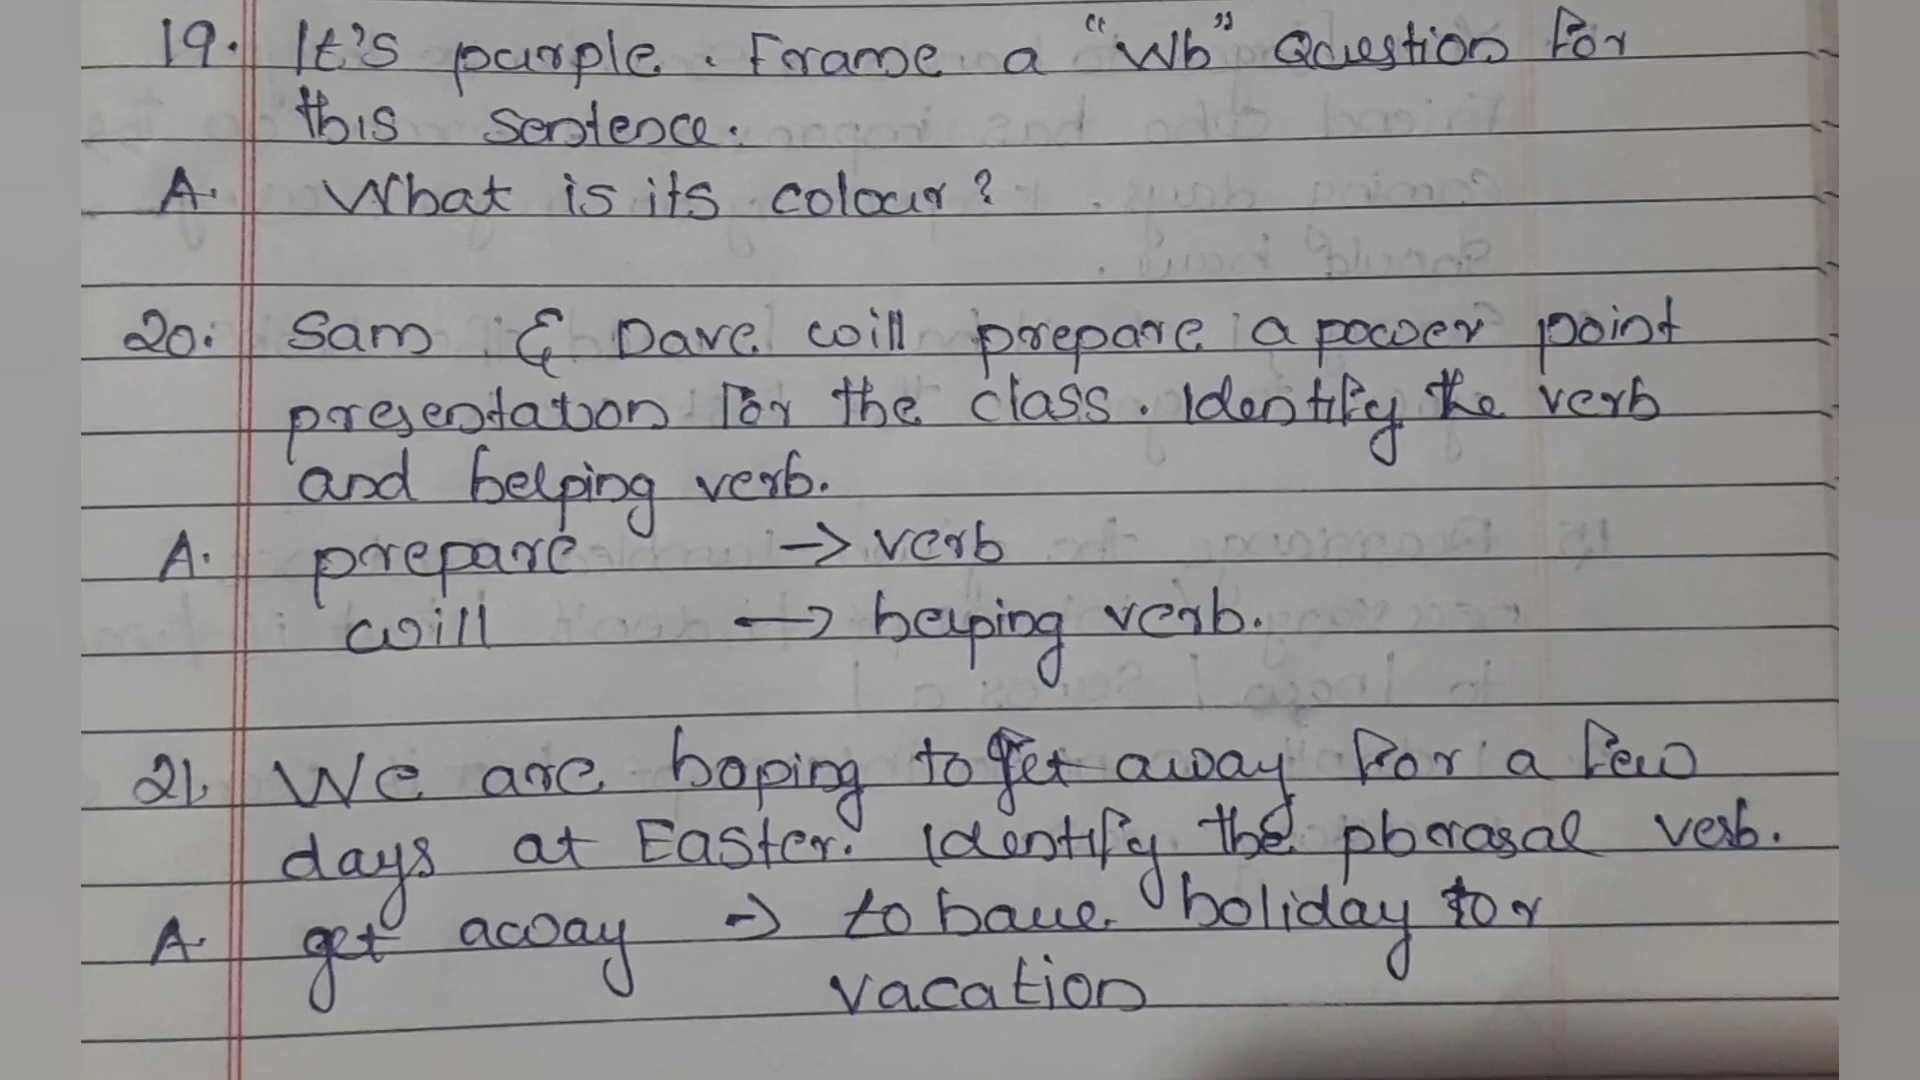 19. It's purple. Frame a "Wh" Question for
this sentence.
A. What is its colour?
20. Sam & Dave will prepare a power point
presentation for the class. Identify the verb
and helping verb.
A. prepare → verb
will → helping verb.
21. We are hoping to get away for a few
days at Easter. Identify the phrasal verb.
A. get away → to have holiday for
vacation